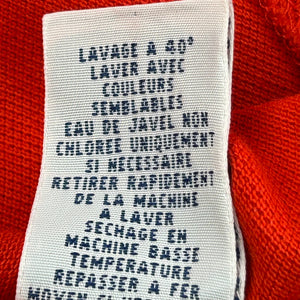 LAVAGE A 40°
LAVER AVEC
COULEURS
SEMBLABLES
EAU DE JAVEL NON
CHLOREE UNIQUEMENT
SI NECESSAIRE
RETIRER RAPIDEMENT
DE LA MACHINE
A LAVER
SECHAGE EN
MACHINE BASSE
TEMPERATURE
REPASSER A FER
MOYEN